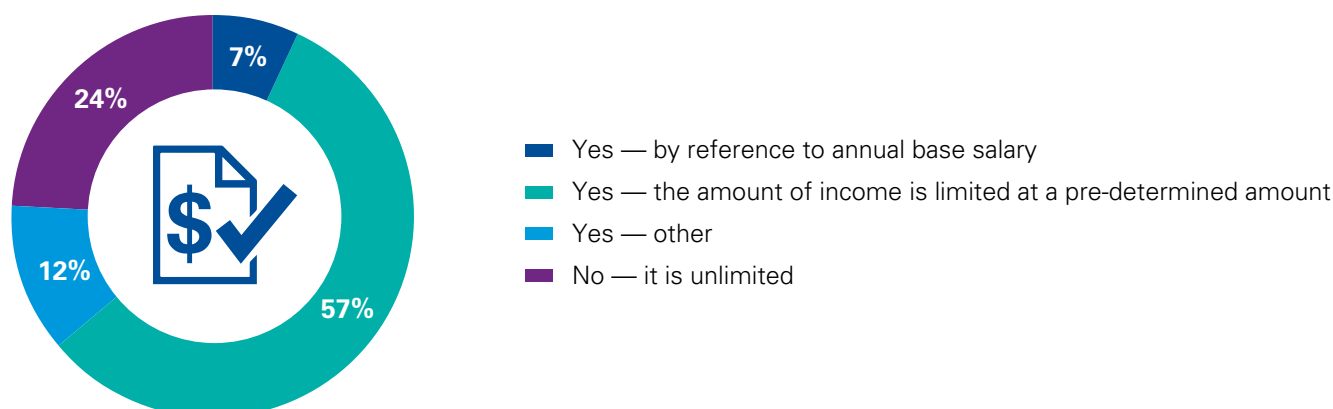 7%
24%
12%
57%
$
Yes — by reference to annual base salary
Yes — the amount of income is limited at a pre-determined amount
Yes — other
No — it is unlimited